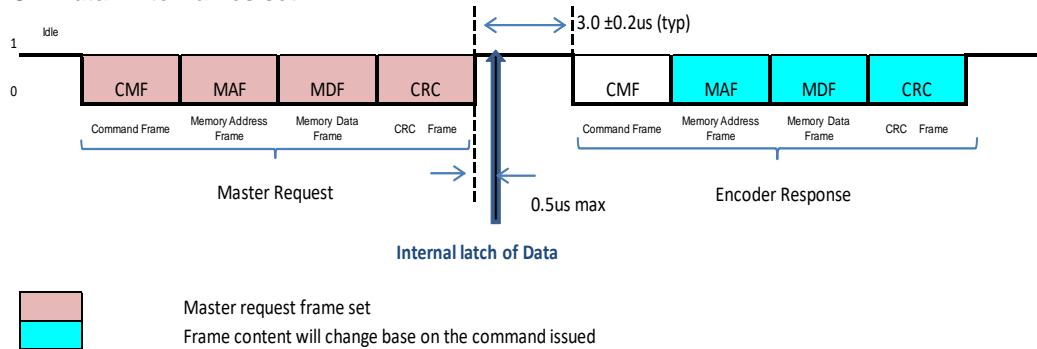 3.0 ±0.2us (typ)
Idle
1
0
CMF MAF MDF CRC CMF MAF MDF CRC
Command Frame Memory Address Frame Memory Data Frame CRC Frame Command Frame Memory Address Frame Memory Data Frame CRC Frame
Master Request Encoder Response
0.5us max
Internal latch of Data
Master request frame set
Frame content will change base on the command issued